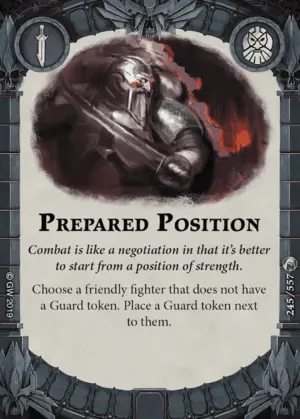 PREPARED POSITION
Combat is like a negotiation in that it's better
to start from a position of strength.
Choose a friendly fighter that does not have
a Guard token. Place a Guard token next
to them.
© GW 2019
245/557